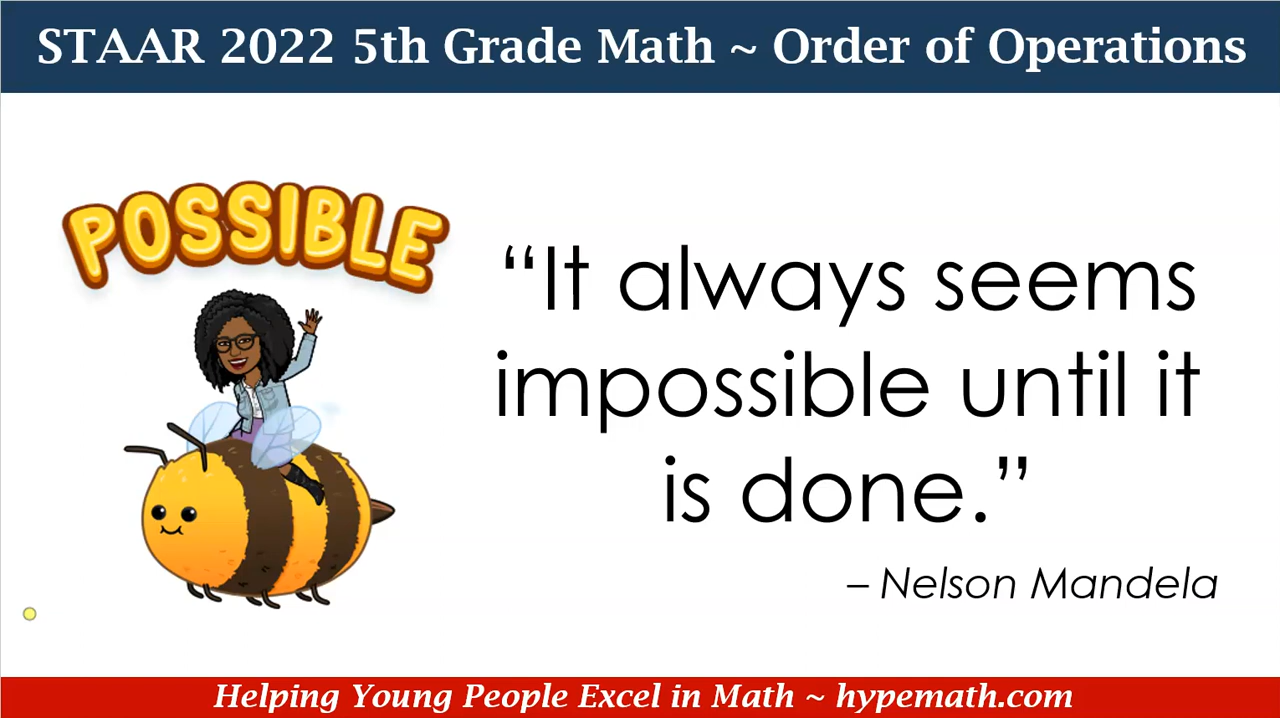 STAAR 2022 5th Grade Math ~ Order of Operations
POSSIBLE
“It always seems
impossible until it
is done.”
– Nelson Mandela
Helping Young People Excel in Math ~ hypemath.com